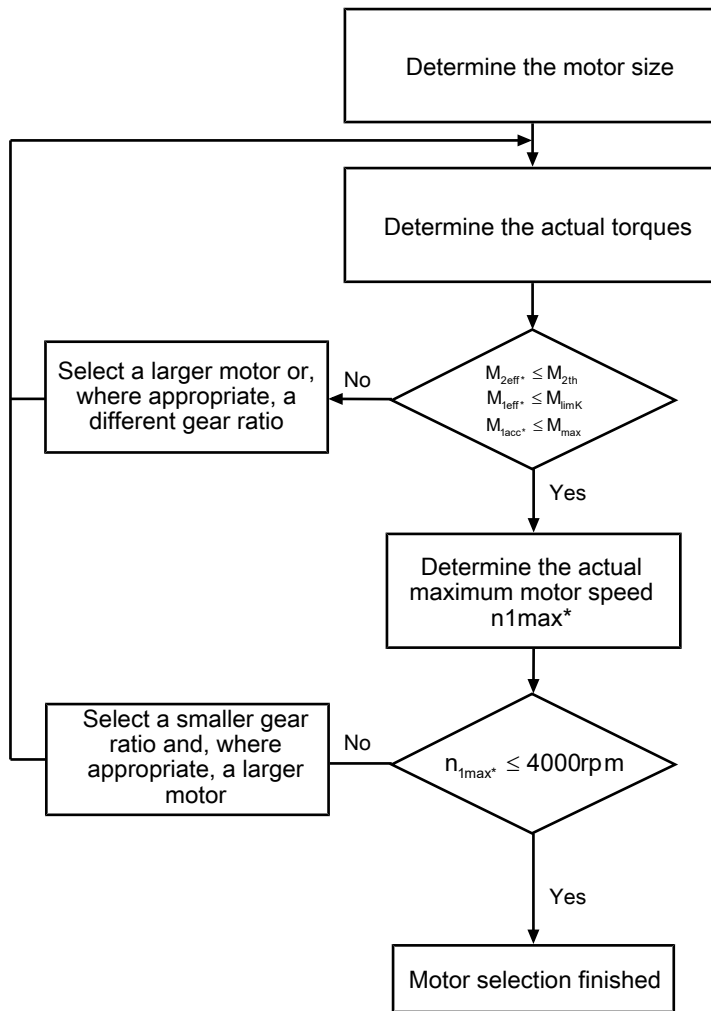 Determine the motor size
Determine the actual torques
Select a larger motor or,
where appropriate, a
different gear ratio
No
M2eff* ≤ M2th
M1eff* ≤ MlimK
M1acc* ≤ Mmax
Yes
Determine the actual
maximum motor speed
n1max*
Select a smaller gear
ratio and, where
appropriate, a larger
motor
No
n1max* ≤ 4000rpm
Yes
Motor selection finished